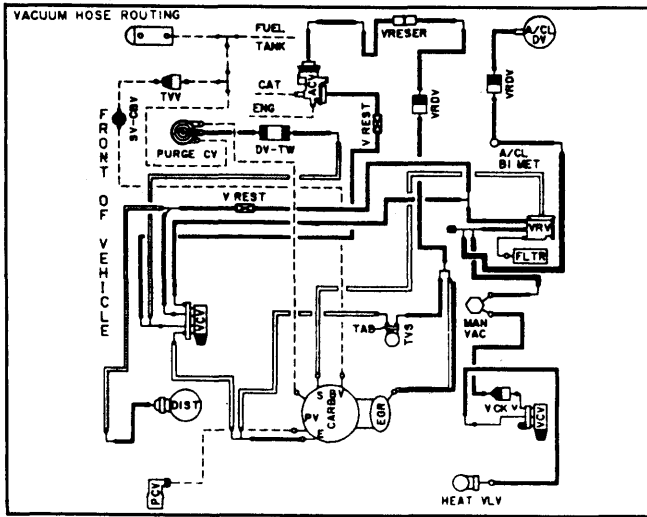 VACUUM HOSE ROUTING
FUEL
TANK
VRESER
A/CL
DV
CAT
ACV
TVV
ENG
VRDV
VRDV
SV-CBV
V REST
PURGE CV
DV-TW
A/CL
BI MET
V REST
FRONT OF VEHICLE
VRV
FLTR
VCV
TAB
TVS
MAN
VAC
S
V
CARB
PV
E
EGR
DIST
VCK V
VCV
PCV
HEAT VLV